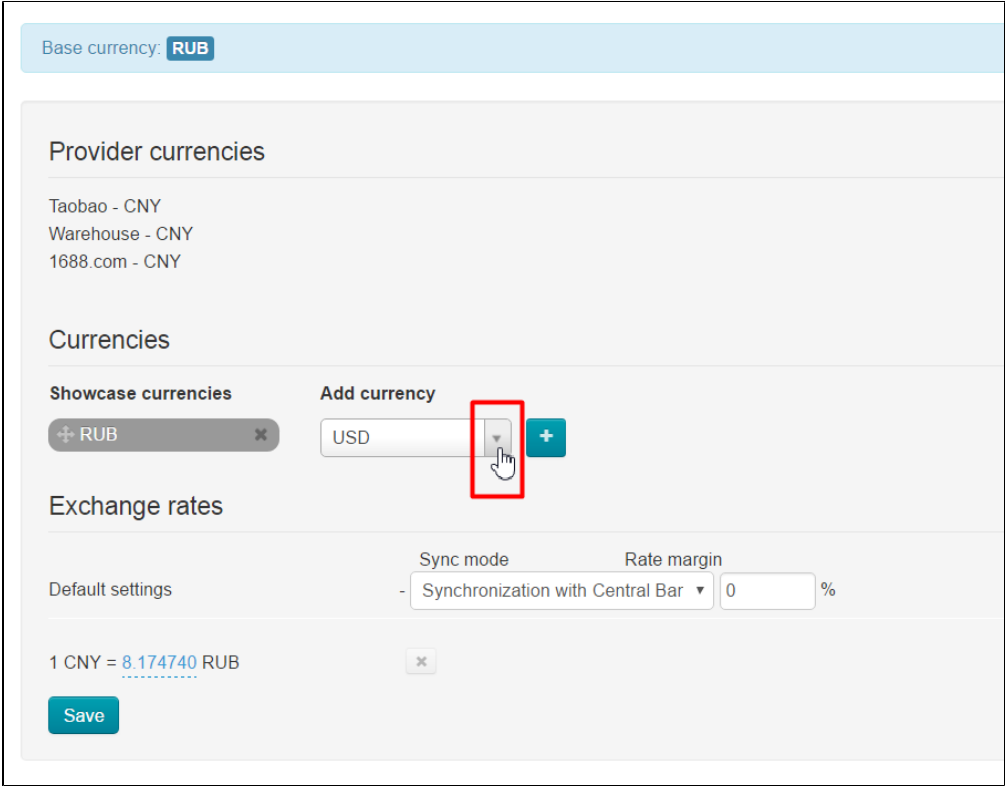 Base currency: RUB
Provider currencies
Taobao - CNY
Warehouse - CNY
1688.com - CNY
Currencies
Showcase currencies Add currency
RUB USD +
Exchange rates
Sync mode Rate margin
Default settings - Synchronization with Central Bar 0 %
1 CNY = 8.174740 RUB
Save